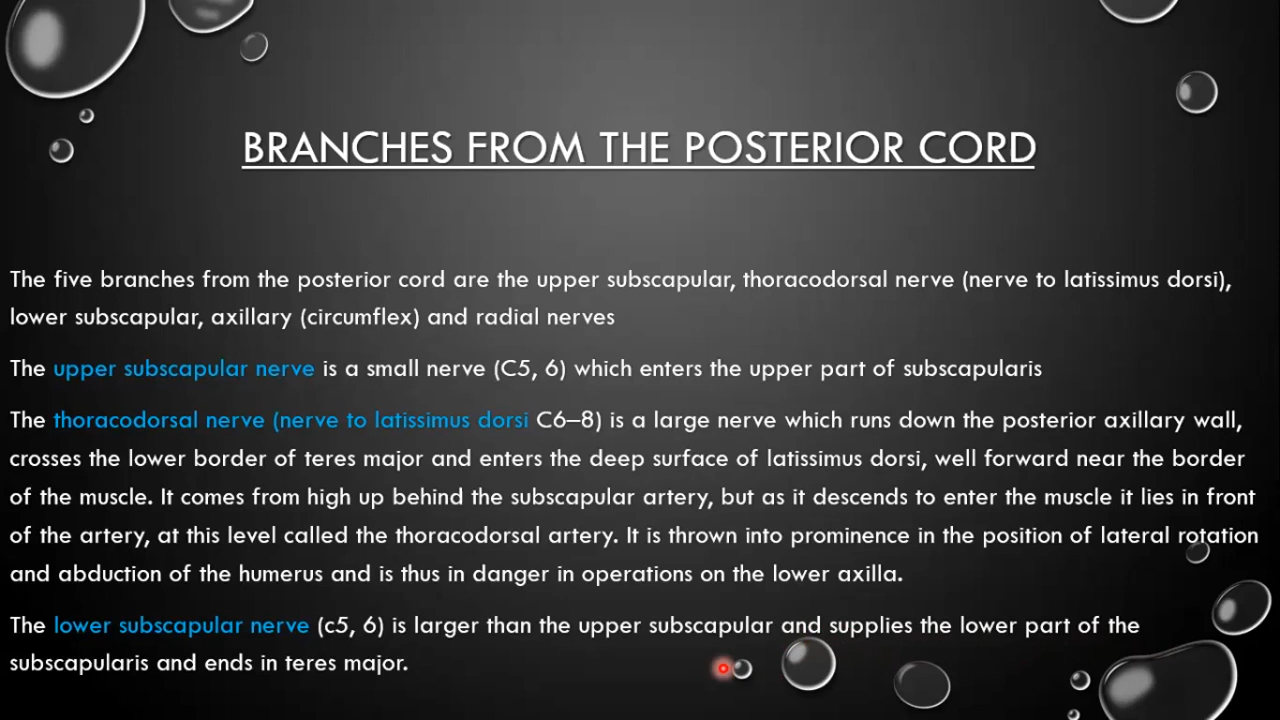 BRANCHES FROM THE POSTERIOR CORD
The five branches from the posterior cord are the upper subscapular, thoracodorsal nerve (nerve to latissimus dorsi),
lower subscapular, axillary (circumflex) and radial nerves
The upper subscapular nerve is a small nerve (C5, 6) which enters the upper part of subscapularis
The thoracodorsal nerve (nerve to latissimus dorsi C6–8) is a large nerve which runs down the posterior axillary wall,
crosses the lower border of teres major and enters the deep surface of latissimus dorsi, well forward near the border
of the muscle. It comes from high up behind the subscapular artery, but as it descends to enter the muscle it lies in front
of the artery, at this level called the thoracodorsal artery. It is thrown into prominence in the position of lateral rotation
and abduction of the humerus and is thus in danger in operations on the lower axilla.
The lower subscapular nerve (c5, 6) is larger than the upper subscapular and supplies the lower part of the
subscapularis and ends in teres major.